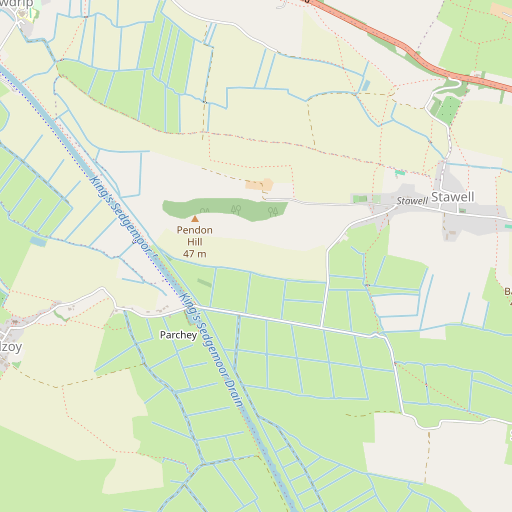 King's Sedgemoor
Stawell
Stawell
Pendon
Hill
47 m
King's Sedgemoor Drain
Parchey